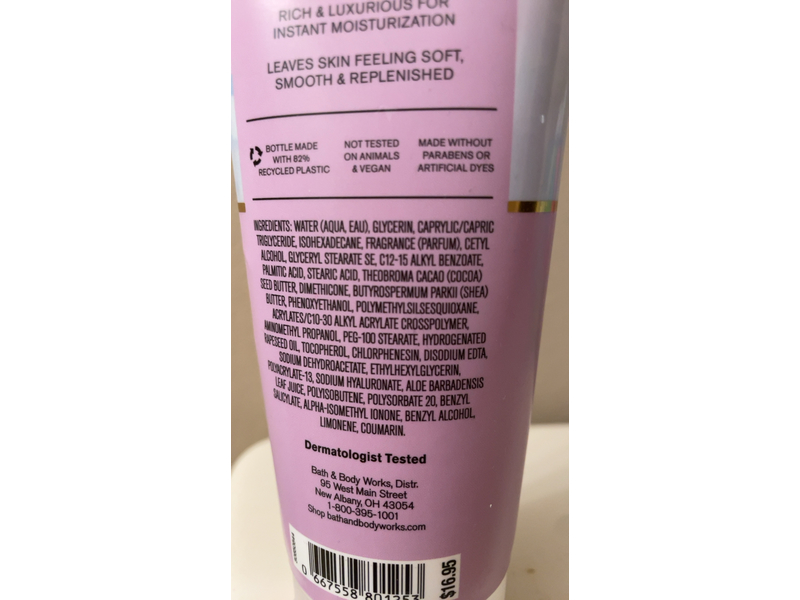 RICH & LUXURIOUS FOR
INSTANT MOISTURIZATION
LEAVES SKIN FEELING SOFT,
SMOOTH & REPLENISHED
BOTTLE MADE
WITH 82%
RECYCLED PLASTIC
NOT TESTED
ON ANIMALS
& VEGAN
MADE WITHOUT
PARABENS OR
ARTIFICIAL DYES
INGREDIENTS: WATER (AQUA, EAU), GLYCERIN, CAPRYLIC/CAPRIC
TRIGLYCERIDE, ISOHEXADECANE, FRAGRANCE (PARFUM), CETYL
ALCOHOL, GLYCERYL STEARATE SE, C12-15 ALKYL BENZOATE,
PALMITIC ACID, STEARIC ACID, THEOBROMA CACAO (COCOA)
SEED BUTTER, DIMETHICONE, BUTYROSPERMUM PARKII (SHEA)
BUTTER, PHENOXYETHANOL, POLYMETHYLSILSESQUIOXANE,
ACRYLATES/C10-30 ALKYL ACRYLATE CROSSPOLYMER,
AMINOMETHYL PROPANOL, PEG-100 STEARATE, HYDROGENATED
RAPESEED OIL, TOCOPHEROL, CHLORPHENESIN, DISODIUM EDTA,
SODIUM DEHYDROACETATE, ETHYLHEXYLGLYCERIN,
POLYACRYLATE-13, SODIUM HYALURONATE, ALOE BARBADENSIS
LEAF JUICE, POLYISOBUTENE, POLYSORBATE 20, BENZYL
SALICYLATE, ALPHA-ISOMETHYL IONONE, BENZYL ALCOHOL,
LIMONENE, COUMARIN.
Dermatologist Tested
Bath & Body Works, Distr.
95 West Main Street
New Albany, OH 43054
1-800-395-1001
Shop bathandbodyworks.com
0 667558 801253
$16.95